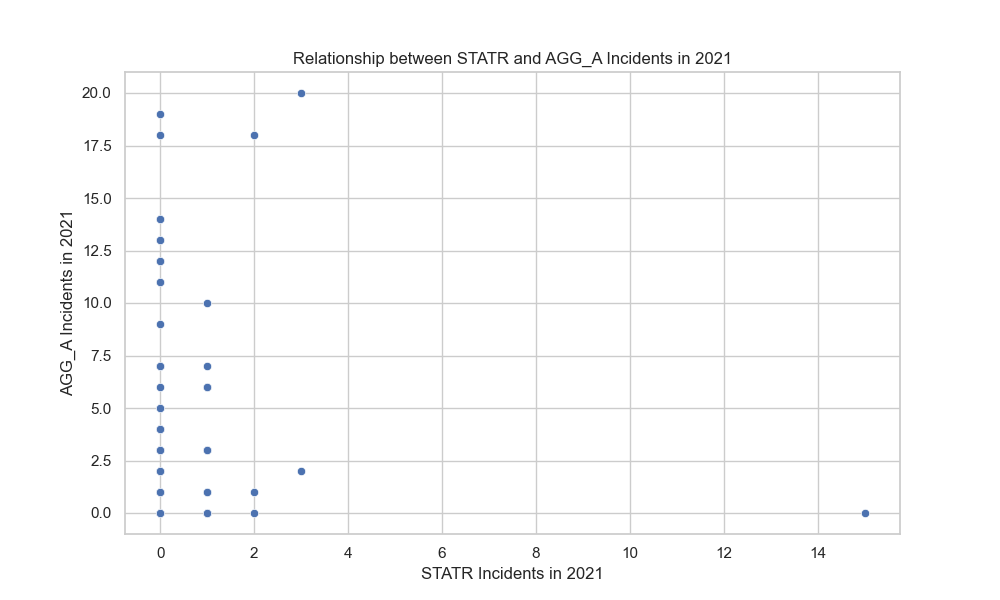 Relationship between STATR and AGG_A Incidents in 2021
AGG_A Incidents in 2021
20.0
17.5
15.0
12.5
10.0
7.5
5.0
2.5
0.0
0 2 4 6 8 10 12 14
STATR Incidents in 2021